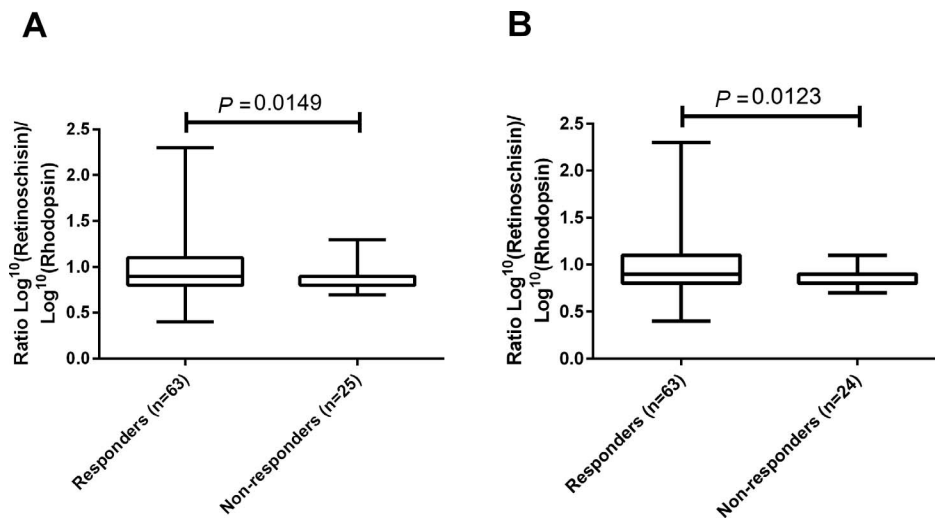 A
P = 0.0149
Ratio Log10(Retinoschisin)/
Log10(Rhodopsin)
2.5
2.0
1.5
1.0
0.5
0.0
Responders (n=63)
Non-responders (n=25)
B
P = 0.0123
Ratio Log10(Retinoschisin)/
Log10(Rhodopsin)
2.5
2.0
1.5
1.0
0.5
0.0
Responders (n=63)
Non-responders (n=24)